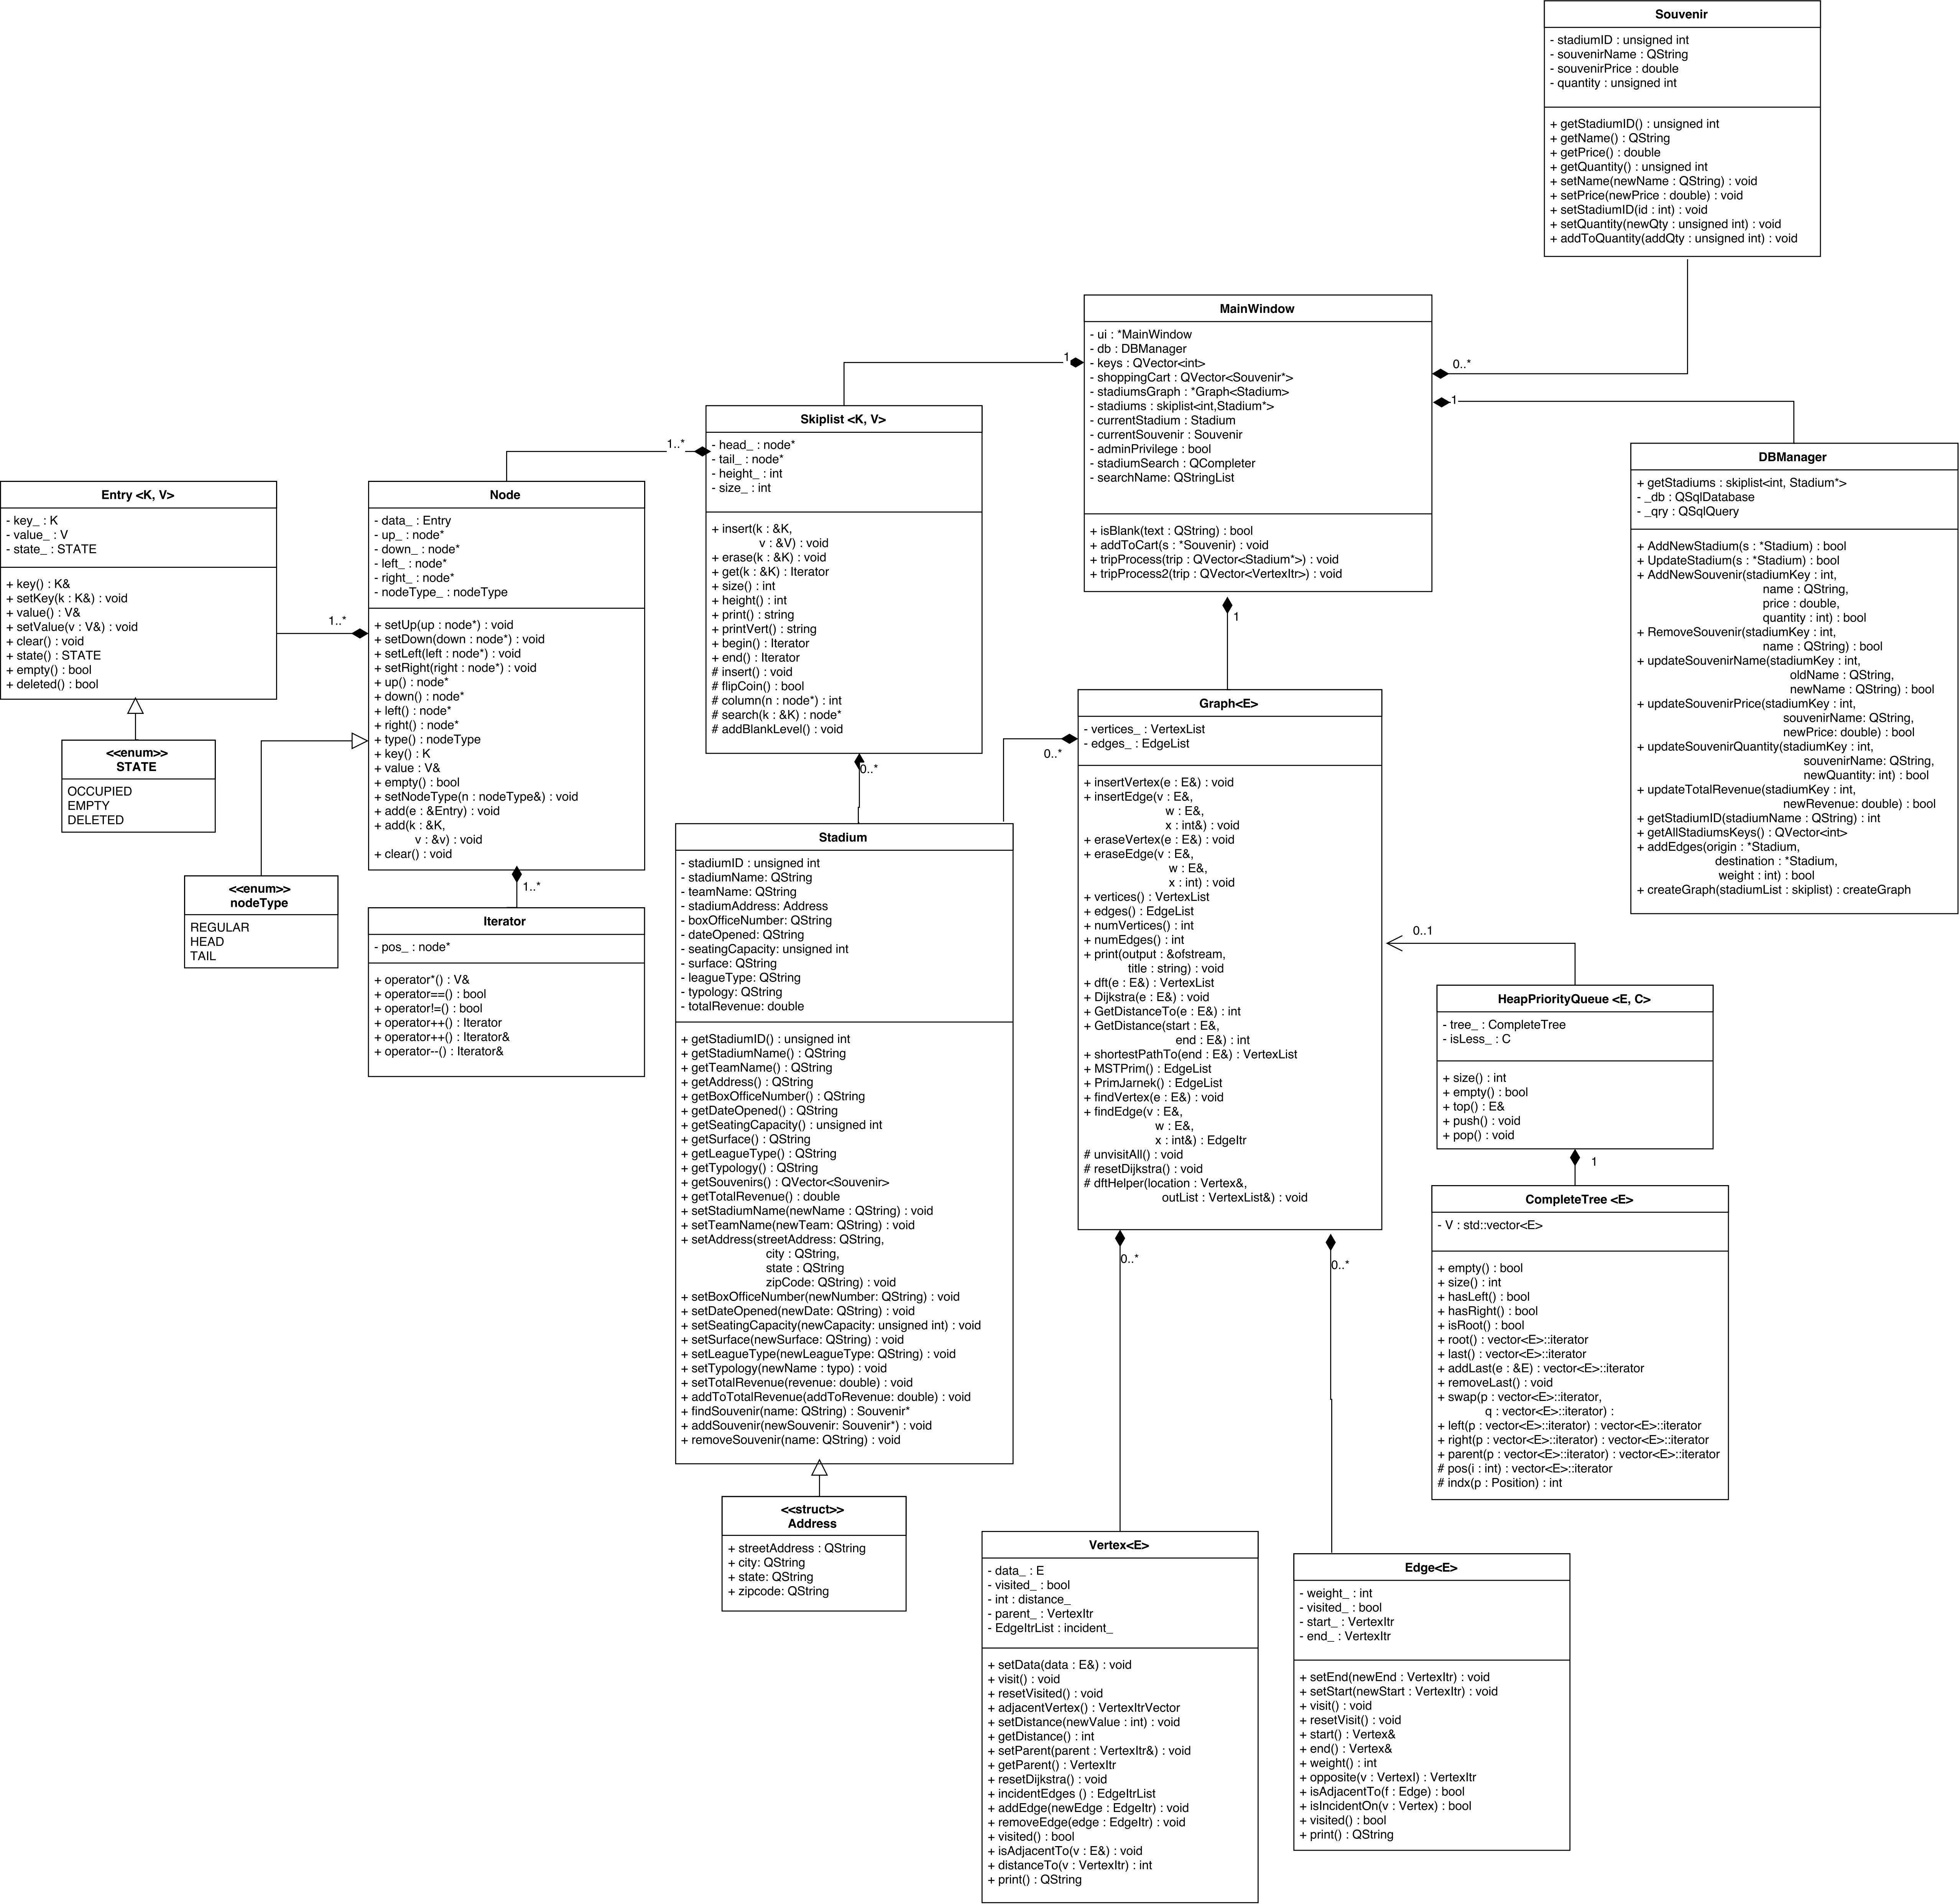 Souvenir
- stadiumID : unsigned int
- souvenirName : QString
- souvenirPrice : double
- quantity : unsigned int
+ getStadiumID() : unsigned int
+ getName() : QString
+ getPrice() : double
+ getQuantity() : unsigned int
+ setName(newName : QString) : void
+ setPrice(newPrice : double) : void
+ setStadiumID(id : int) : void
+ setQuantity(newQty : unsigned int) : void
+ addToQuantity(addQty : unsigned int) : void
MainWindow
- ui : *MainWindow
- db : DBManager
- keys : QVector<int>
- shoppingCart : QVector<Souvenir*>
- stadiumsGraph : *Graph<Stadium>
- stadiums : skiplist<int,Stadium*>
- currentStadium : Stadium
- currentSouvenir : Souvenir
- adminPrivilege : bool
- stadiumSearch : QCompleter
- searchName: QStringList
+ isBlank(text : QString) : bool
+ addToCart(s : *Souvenir) : void
+ tripProcess(trip : QVector<Stadium*>) : void
+ tripProcess2(trip : QVector<VertexItr>) : void
1
0..*
1
1
Skiplist <K, V>
- head_ : node*
- tail_ : node*
- height_ : int
- size_ : int
+ insert(k : &K,
v : &V) : void
+ erase(k : &K) : void
+ get(k : &K) : Iterator
+ size() : int
+ height() : int
+ print() : string
+ printVert() : string
+ begin() : Iterator
+ end() : Iterator
# insert() : void
# flipCoin() : bool
# column(n : node*) : int
# search(k : &K) : node*
# addBlankLevel() : void
1..*
0..*
DBManager
+ getStadiums : skiplist<int, Stadium*>
- _db : QSqlDatabase
- _qry : QSqlQuery
+ AddNewStadium(s : *Stadium) : bool
+ UpdateStadium(s : *Stadium) : bool
+ AddNewSouvenir(stadiumKey : int,
name : QString,
price : double,
quantity : int) : bool
+ RemoveSouvenir(stadiumKey : int,
name : QString) : bool
+ updateSouvenirName(stadiumKey : int,
oldName : QString,
newName : QString) : bool
+ updateSouvenirPrice(stadiumKey : int,
souvenirName: QString,
newPrice: double) : bool
+ updateSouvenirQuantity(stadiumKey : int,
souvenirName: QString,
newQuantity: int) : bool
+ updateTotalRevenue(stadiumKey : int,
newRevenue: double) : bool
+ getStadiumID(stadiumName : QString) : int
+ getAllStadiumsKeys() : QVector<int>
+ addEdges(origin : *Stadium,
destination : *Stadium,
weight : int) : bool
+ createGraph(stadiumList : skiplist) : createGraph
Entry <K, V>
- key_ : K
- value_ : V
- state_ : STATE
+ key() : K&
+ setKey(k : K&) : void
+ value() : V&
+ setValue(v : V&) : void
+ clear() : void
+ state() : STATE
+ empty() : bool
+ deleted() : bool
1..*
Node
- data_ : Entry
- up_ : node*
- down_ : node*
- left_ : node*
- right_ : node*
- nodeType_ : nodeType
+ setUp(up : node*) : void
+ setDown(down : node*) : void
+ setLeft(left : node*) : void
+ setRight(right : node*) : void
+ up() : node*
+ down() : node*
+ left() : node*
+ right() : node*
+ type() : nodeType
+ key() : K
+ value : V&
+ empty() : bool
+ setNodeType(n : nodeType&) : void
+ add(e : &Entry) : void
+ add(k : &K,
v : &v) : void
+ clear() : void
1..*
<<enum>>
STATE
OCCUPIED
EMPTY
DELETED
<<enum>>
nodeType
REGULAR
HEAD
TAIL
Iterator
- pos_ : node*
+ operator*() : V&
+ operator==() : bool
+ operator!=() : bool
+ operator++() : Iterator
+ operator++() : Iterator&
+ operator--() : Iterator&
Stadium
- stadiumID : unsigned int
- stadiumName: QString
- teamName: QString
- stadiumAddress: Address
- boxOfficeNumber: QString
- dateOpened: QString
- seatingCapacity: unsigned int
- surface: QString
- leagueType: QString
- typology: QString
- totalRevenue: double
+ getStadiumID() : unsigned int
+ getStadiumName() : QString
+ getTeamName() : QString
+ getAddress() : QString
+ getBoxOfficeNumber() : QString
+ getDateOpened() : QString
+ getSeatingCapacity() : unsigned int
+ getSurface() : QString
+ getLeagueType() : QString
+ getTypology() : QString
+ getSouvenirs() : QVector<Souvenir>
+ getTotalRevenue() : double
+ setStadiumName(newName : QString) : void
+ setTeamName(newTeam: QString) : void
+ setAddress(streetAddress: QString,
city : QString,
state : QString
zipCode: QString) : void
+ setBoxOfficeNumber(newNumber: QString) : void
+ setDateOpened(newDate: QString) : void
+ setSeatingCapacity(newCapacity: unsigned int) : void
+ setSurface(newSurface: QString) : void
+ setLeagueType(newLeagueType: QString) : void
+ setTypology(newName : typo) : void
+ setTotalRevenue(revenue: double) : void
+ addToTotalRevenue(addToRevenue: double) : void
+ findSouvenir(name: QString) : Souvenir*
+ addSouvenir(newSouvenir: Souvenir*) : void
+ removeSouvenir(name: QString) : void
<<struct>>
Address
+ streetAddress : QString
+ city: QString
+ state: QString
+ zipcode: QString
0..*
Graph<E>
- vertices_ : VertexList
- edges_ : EdgeList
+ insertVertex(e : E&) : void
+ insertEdge(v : E&,
w : E&,
x : int&) : void
+ eraseVertex(e : E&) : void
+ eraseEdge(v : E&,
w : E&,
x : int) : void
+ vertices() : VertexList
+ edges() : EdgeList
+ numVertices() : int
+ numEdges() : int
+ print(output : &ofstream,
title : string) : void
+ dft(e : E&) : VertexList
+ Dijkstra(e : E&) : void
+ GetDistanceTo(e : E&) : int
+ GetDistance(start : E&,
end : E&) : int
+ shortestPathTo(end : E&) : VertexList
+ MSTPrim() : EdgeList
+ PrimJarnek() : EdgeList
+ findVertex(e : E&) : void
+ findEdge(v : E&,
w : E&,
x : int&) : EdgeItr
# unvisitAll() : void
# resetDijkstra() : void
# dftHelper(location : Vertex&,
outList : VertexList&) : void
0..*
0..*
0..1
HeapPriorityQueue <E, C>
- tree_ : CompleteTree
- isLess_ : C
+ size() : int
+ empty() : bool
+ top() : E&
+ push() : void
+ pop() : void
1
CompleteTree <E>
- V : std::vector<E>
+ empty() : bool
+ size() : int
+ hasLeft() : bool
+ hasRight() : bool
+ isRoot() : bool
+ root() : vector<E>::iterator
+ last() : vector<E>::iterator
+ addLast(e : &E) : vector<E>::iterator
+ removeLast() : void
+ swap(p : vector<E>::iterator,
q : vector<E>::iterator) :
+ left(p : vector<E>::iterator) : vector<E>::iterator
+ right(p : vector<E>::iterator) : vector<E>::iterator
+ parent(p : vector<E>::iterator) : vector<E>::iterator
# pos(i : int) : vector<E>::iterator
# indx(p : Position) : int
Vertex<E>
- data_ : E
- visited_ : bool
- int : distance_
- parent_ : VertexItr
- EdgeItrList : incident_
+ setData(data : E&) : void
+ visit() : void
+ resetVisited() : void
+ adjacentVertex() : VertexItrVector
+ setDistance(newValue : int) : void
+ getDistance() : int
+ setParent(parent : VertexItr&) : void
+ getParent() : VertexItr
+ resetDijkstra() : void
+ incidentEdges () : EdgeItrList
+ addEdge(newEdge : EdgeItr) : void
+ removeEdge(edge : EdgeItr) : void
+ visited() : bool
+ isAdjacentTo(v : E&) : void
+ distanceTo(v : VertexItr) : int
+ print() : QString
Edge<E>
- weight_ : int
- visited_ : bool
- start_ : VertexItr
- end_ : VertexItr
+ setEnd(newEnd : VertexItr) : void
+ setStart(newStart : VertexItr) : void
+ visit() : void
+ resetVisit() : void
+ start() : Vertex&
+ end() : Vertex&
+ weight() : int
+ opposite(v : VertexI) : VertexItr
+ isAdjacentTo(f : Edge) : bool
+ isIncidentOn(v : Vertex) : bool
+ visited() : bool
+ print() : QString